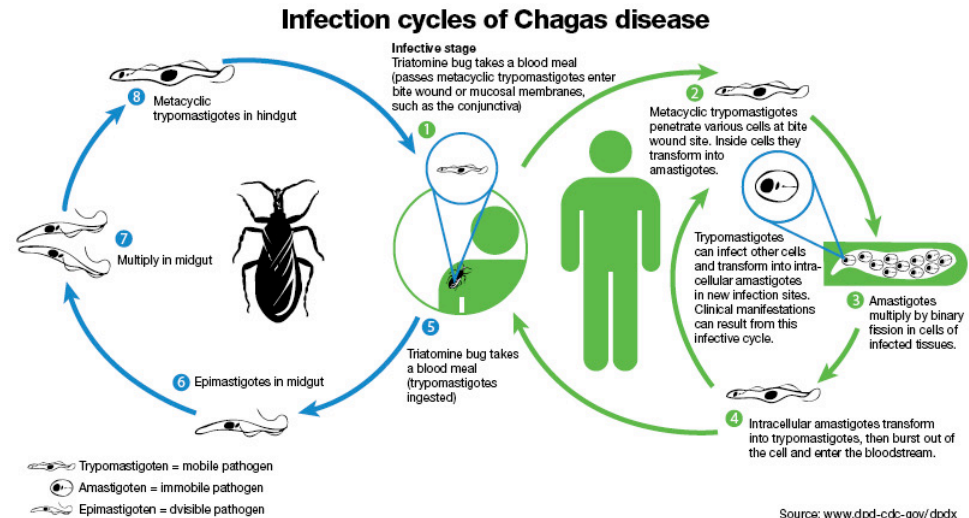 Infection cycles of Chagas disease
Infective stage
Triatomine bug takes a blood meal
(passes metacyclic trypomastigotes enter
bite wound or mucosal membranes,
such as the conjunctiva)
1
2
Metacyclic trypomastigotes
penetrate various cells at bite
wound site. Inside cells they
transform into
amastigotes.
Trypomastigotes
can infect other cells
and transform into intra-
cellular amastigotes
in new infection sites.
Clinical manifestations
can result from this
infective cycle.
3 Amastigotes
multiply by binary
fission in cells of
infected tissues.
4 Intracellular amastigotes transform
into trypomastigotes, then burst out of
the cell and enter the bloodstream.
5
Triatomine bug takes
a blood meal
(trypomastigotes
ingested)
6 Epimastigotes in midgut
7
Multiply in midgut
8
Metacyclic
trypomastigotes in hindgut
Trypomastigoten = mobile pathogen
Amastigoten = immobile pathogen
Epimastigoten = dvisible pathogen
Source: www.dpd-cdc-gov/dpdx